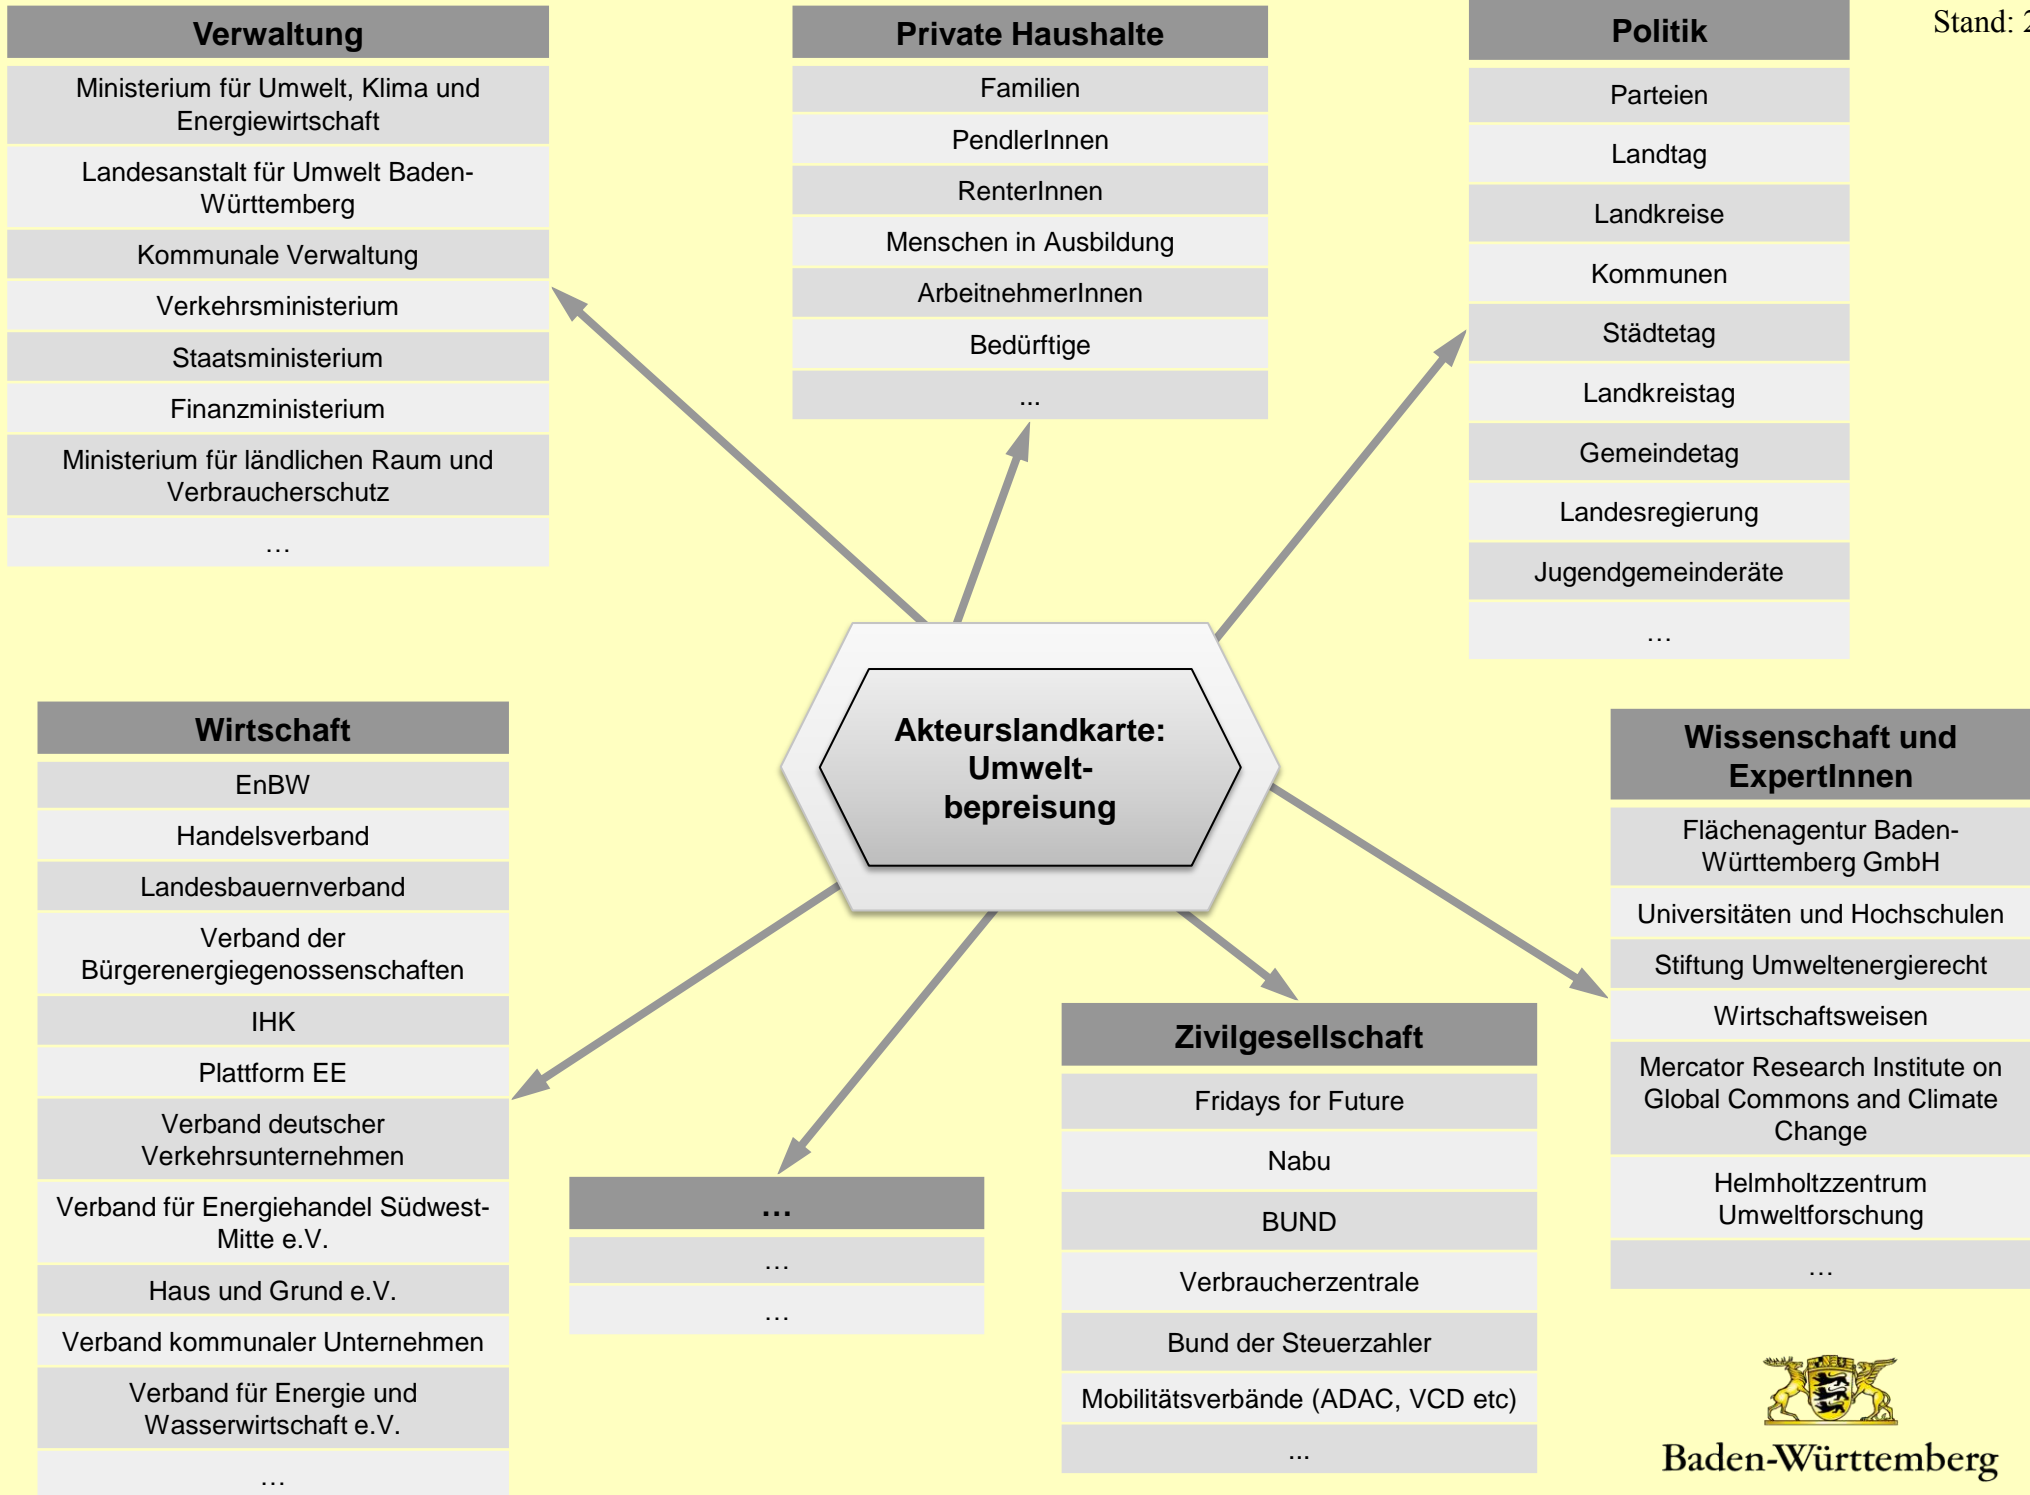 Stand: 2
Verwaltung
Ministerium für Umwelt, Klima und
Energiewirtschaft
Landesanstalt für Umwelt Baden-
Württemberg
Kommunale Verwaltung
Verkehrsministerium
Staatsministerium
Finanzministerium
Ministerium für ländlichen Raum und
Verbraucherschutz
…
Private Haushalte
Familien
PendlerInnen
RenterInnen
Menschen in Ausbildung
ArbeitnehmerInnen
Bedürftige
...
Politik
Parteien
Landtag
Landkreise
Kommunen
Städtetag
Landkreistag
Gemeindetag
Landesregierung
Jugendgemeinderäte
…
Akteurslandkarte:
Umwelt-
bepreisung
Wirtschaft
EnBW
Handelsverband
Landesbauernverband
Verband der
Bürgerenergiegenossenschaften
IHK
Plattform EE
Verband deutscher
Verkehrsunternehmen
Verband für Energiehandel Südwest-
Mitte e.V.
Haus und Grund e.V.
Verband kommunaler Unternehmen
Verband für Energie und
Wasserwirtschaft e.V.
…
…
…
…
Zivilgesellschaft
Fridays for Future
Nabu
BUND
Verbraucherzentrale
Bund der Steuerzahler
Mobilitätsverbände (ADAC, VCD etc)
...
Wissenschaft und
ExpertInnen
Flächenagentur Baden-
Württemberg GmbH
Universitäten und Hochschulen
Stiftung Umweltenergierecht
Wirtschaftsweisen
Mercator Research Institute on
Global Commons and Climate
Change
Helmholtzzentrum
Umweltforschung
…
Baden-Württemberg